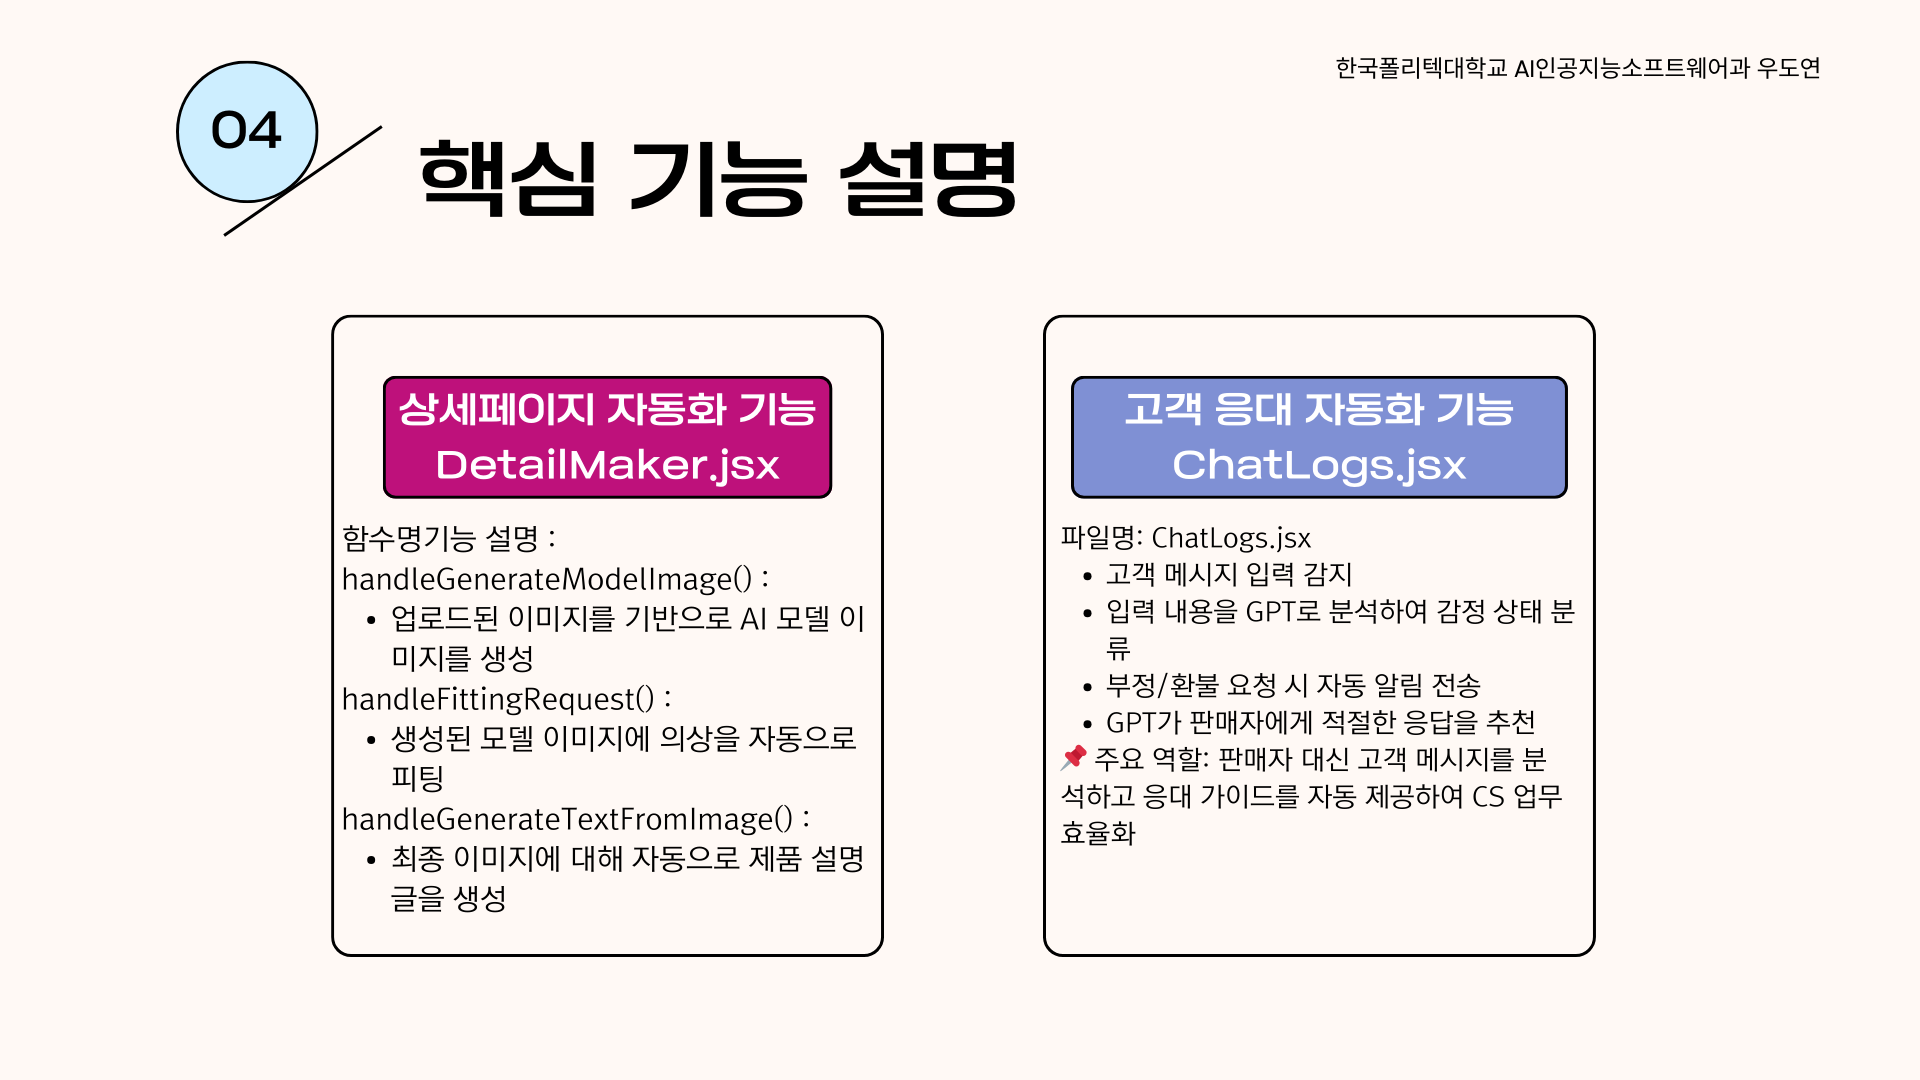 한국폴리텍대학교 AI인공지능소프트웨어과 우도연
04
핵심 기능 설명
상세페이지 자동화 기능
DetailMaker.jsx
함수명기능 설명 :
handleGenerateModelImage() :
• 업로드된 이미지를 기반으로 AI 모델 이
미지를 생성
handleFittingRequest() :
• 생성된 모델 이미지에 의상을 자동으로
피팅
handleGenerateTextFromImage() :
• 최종 이미지에 대해 자동으로 제품 설명
글을 생성
고객 응대 자동화 기능
ChatLogs.jsx
파일명: ChatLogs.jsx
• 고객 메시지 입력 감지
• 입력 내용을 GPT로 분석하여 감정 상태 분
류
• 부정/환불 요청 시 자동 알림 전송
• GPT가 판매자에게 적절한 응답을 추천
📌 주요 역할: 판매자 대신 고객 메시지를 분
석하고 응대 가이드를 자동 제공하여 CS 업무
효율화